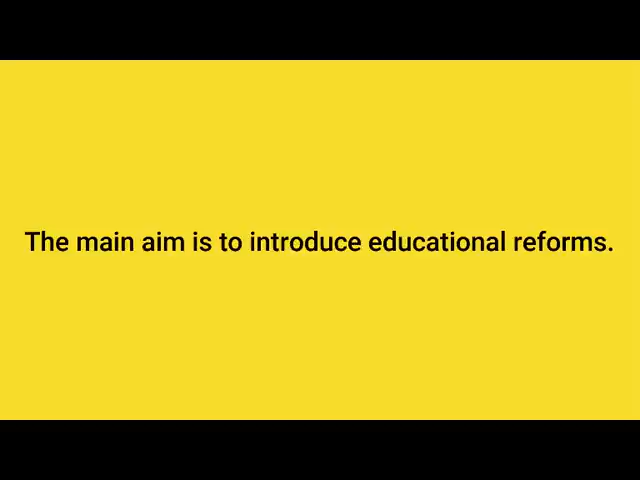 The main aim is to introduce educational reforms.